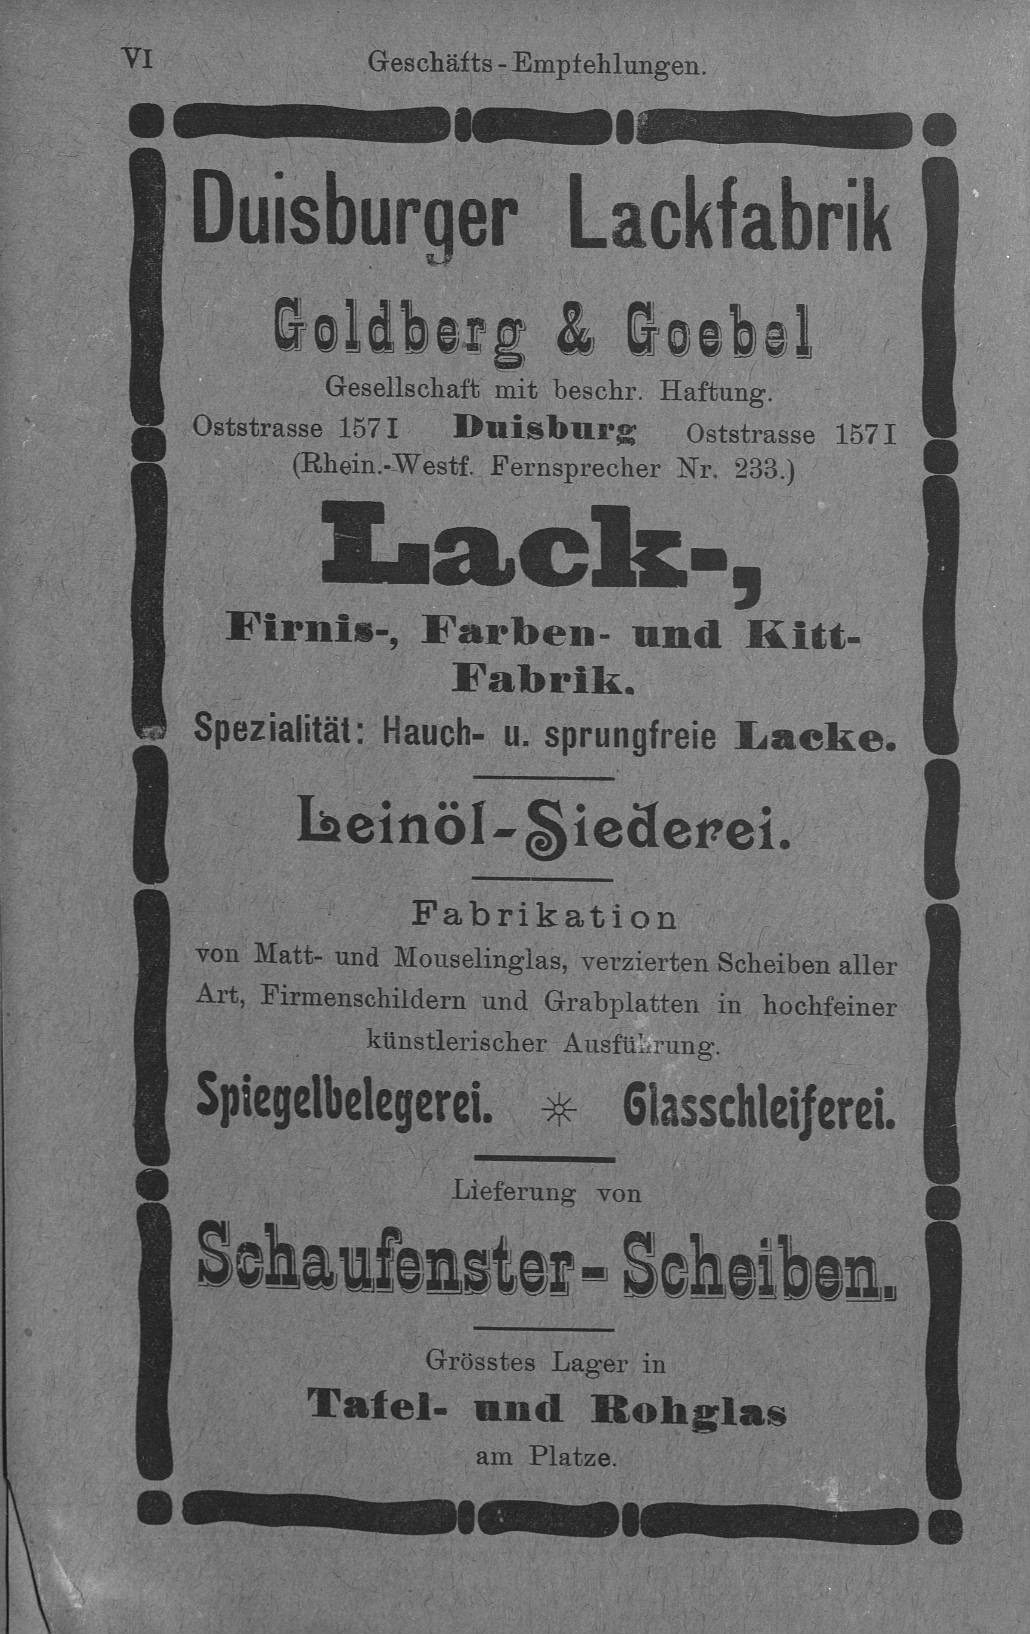 VI
Geschäfts-Empfehlungen.
Duisburger Lackfabrik
Goldberg & Goebel
Gesellschaft mit beschr. Haftung.
Oststrasse 157I Duisburg Oststrasse 157I
(Rhein.-Westf. Fernsprecher Nr. 233.)
Lack-,
Firnis-, Farben- und Kitt-
Fabrik.
Spezialität: Hauch- u. sprungfreie Lacke.
Leinöl-Siederei.
Fabrikation
von Matt- und Mouselinglas, verzierten Scheiben aller
Art, Firmenschildern und Grabplatten in hochfeiner
künstlerischer Ausführung.
Spiegelbelegerei. Glasschleiferei.
Lieferung von
Schaufenster-Scheiben.
Grösstes Lager in
Tafel- und Rohglas
am Platze.